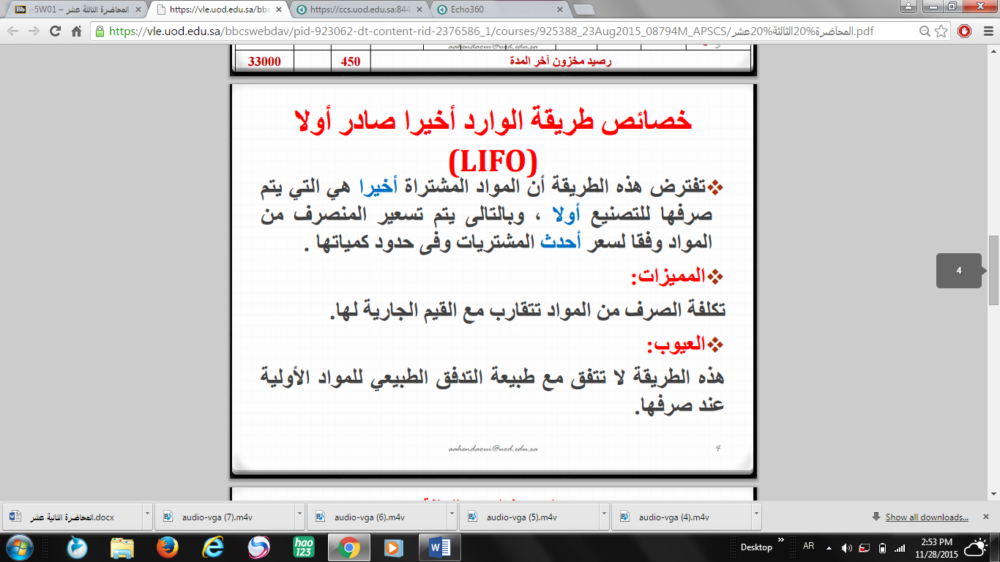 المحاضرة الثالثة عشر – 5W01-
https://vle.uod.edu.sa/bbc
https://ccs.uod.edu.sa:844
Echo360
https://vle.uod.edu.sa/bbcswebdav/pid-923062-dt-content-rid-2376586_1/courses/925388_23Aug2015_08794M_APSCS/المحاضرة%20الثالثة%20عشر.pdf
aahendaoui@uod.edu.sa
رصيد مخزون آخر المدة 450 33000
خصائص طريقة الوارد أخيرا صادر أولا
(LIFO)
تفترض هذه الطريقة أن المواد المشتراة أخيرا هي التي يتم
صرفها للتصنيع أولا ، وبالتالى يتم تسعير المنصرف من
المواد وفقا لسعر أحدث المشتريات وفى حدود كمياتها .
المميزات:
تكلفة الصرف من المواد تتقارب مع القيم الجارية لها.
العيوب:
هذه الطريقة لا تتفق مع طبيعة التدفق الطبيعي للمواد الأولية
عند صرفها.
aahendaoui@uod.edu.sa
4
4
المحاضرة الثانية عشر.docx
audio-vga (7).m4v
audio-vga (6).m4v
audio-vga (5).m4v
audio-vga (4).m4v
Show all downloads...
hao
123
Desktop
AR
2:53 PM
11/28/2015